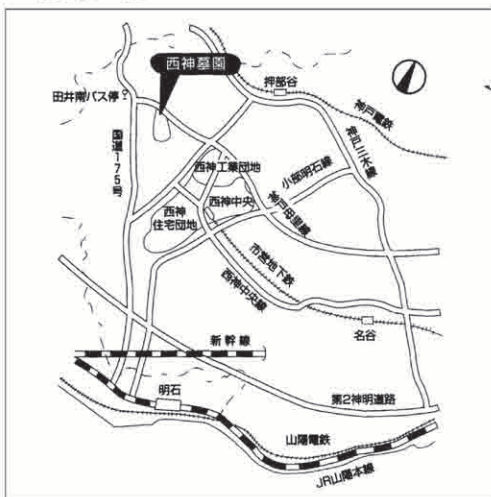 西神墓園
田井南バス停
押部谷
神戸電鉄
国道175号
神戸三木線
小部明石線
西神工業団地
西神中央
神戸母里線
西神
住宅団地
市営地下鉄
西神中央線
名谷
新幹線
明石
第2神明道路
山陽電鉄
JR山陽本線